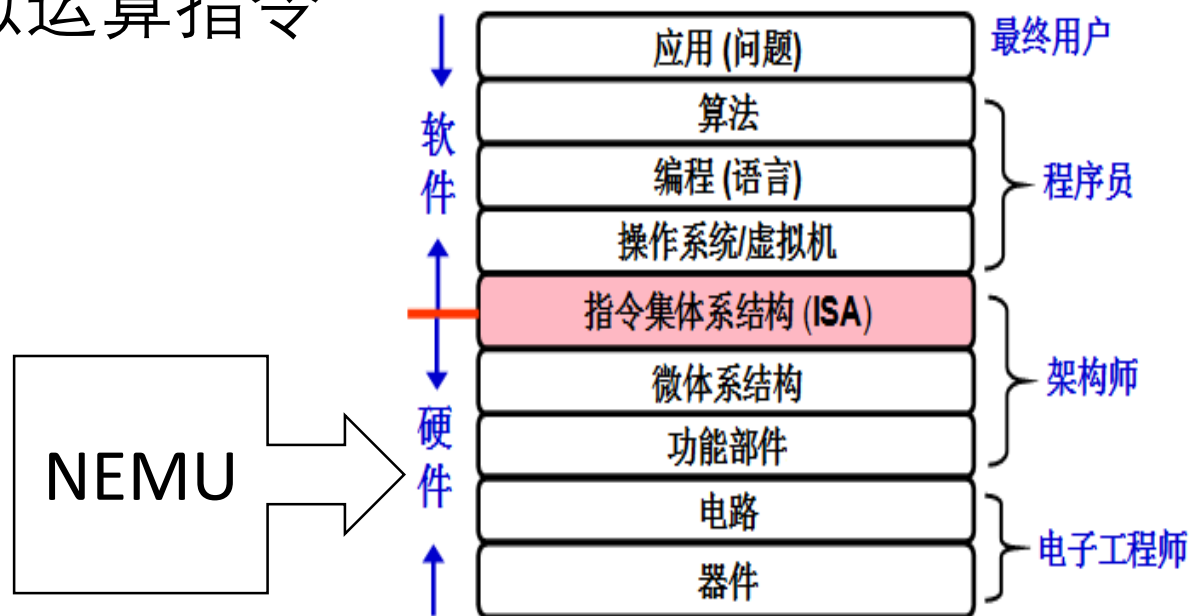 运算指令
应用 (问题)
最终用户
算法
编程 (语言)
操作系统/虚拟机
程序员
软件
指令集体系结构 (ISA)
微体系结构
功能部件
架构师
硬件
NEMU
电路
器件
电子工程师